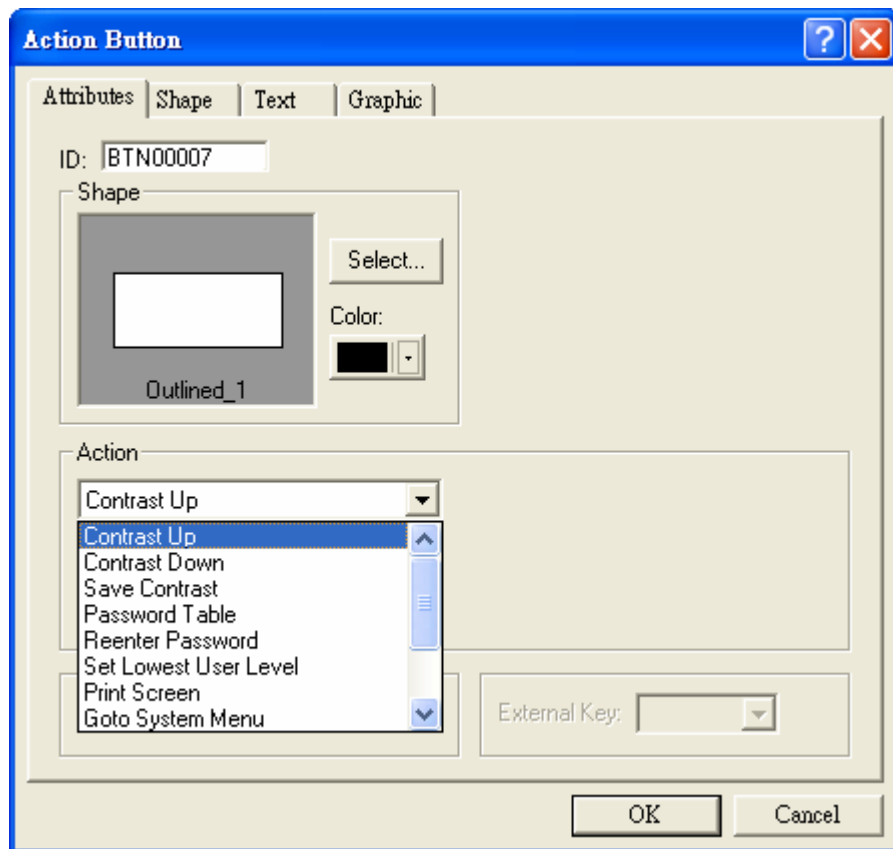 Action Button
Attributes Shape Text Graphic
ID: BTN00007
Shape
Select...
Color:
Outlined_1
Action
Contrast Up
Contrast Up
Contrast Down
Save Contrast
Password Table
Reenter Password
Set Lowest User Level
Print Screen
Goto System Menu
External Key:
OK Cancel